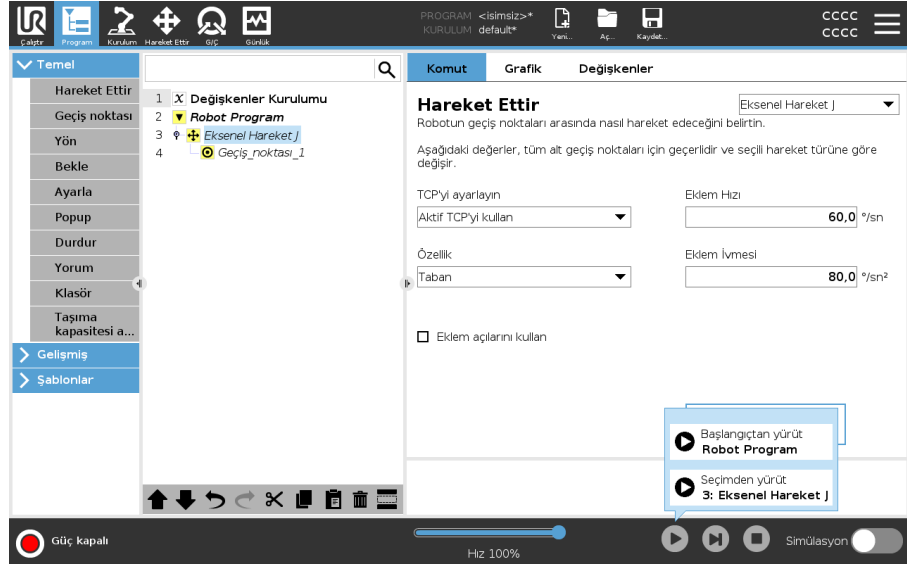 PROGRAM <isimsiz>*
KURULUM default*
cccc
cccc
Çalıştır
Program
Kurulum
Hareket Ettir
G/Ç
Günlük
Yeni...
Aç...
Kaydet...
Temel
Hareket Ettir
Geçiş noktası
Yön
Bekle
Ayarla
Popup
Durdur
Yorum
Klasör
Taşıma
kapasitesi a...
Gelişmiş
Şablonlar
1 X Değişkenler Kurulumu
2 Robot Program
3 Eksenel Hareket J
4 Geçiş_noktası_1
Komut
Grafik
Değişkenler
Hareket Ettir
Eksenel Hareket J
Robotun geçiş noktaları arasında nasıl hareket edeceğini belirtin.
Aşağıdaki değerler, tüm alt geçiş noktaları için geçerlidir ve seçili hareket türüne göre
değişir.
TCP'yi ayarlayın
Eklem Hızı
Aktif TCP'yi kullan
60,0 °/sn
Özellik
Eklem İvmesi
Taban
80,0 °/sn²
Eklem açılarını kullan
Başlangıçtan yürüt
Robot Program
Seçimden yürüt
3: Eksenel Hareket J
Güç kapalı
Hız 100%
Simülasyon